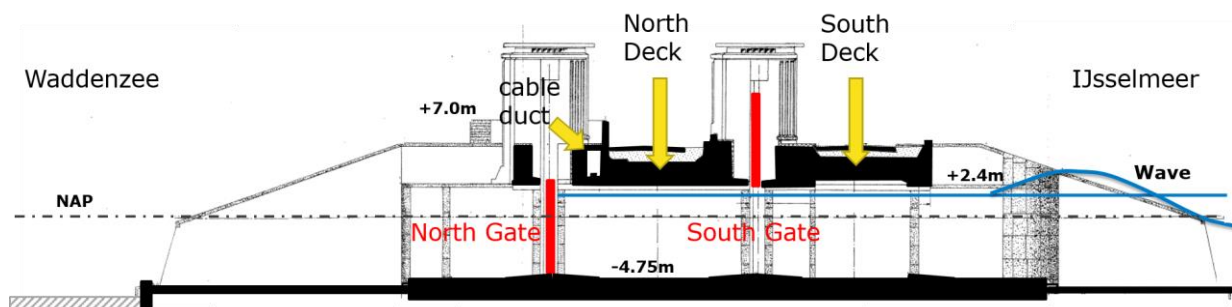 North
Deck
South
Deck
Waddenzee
IJsselmeer
cable
duct
+7.0m
+2.4m
Wave
NAP
North Gate
South Gate
-4.75m